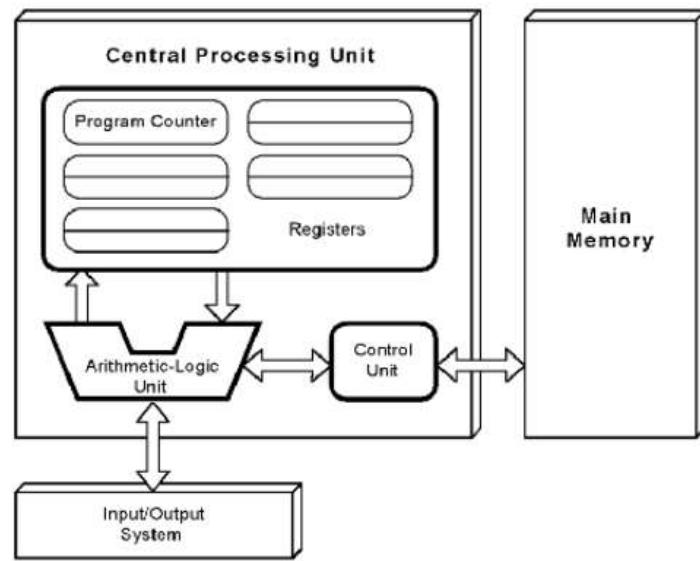 Central Processing Unit
Program Counter
Registers
Main
Memory
Arithmetic-Logic
Unit
Control
Unit
Input/Output
System